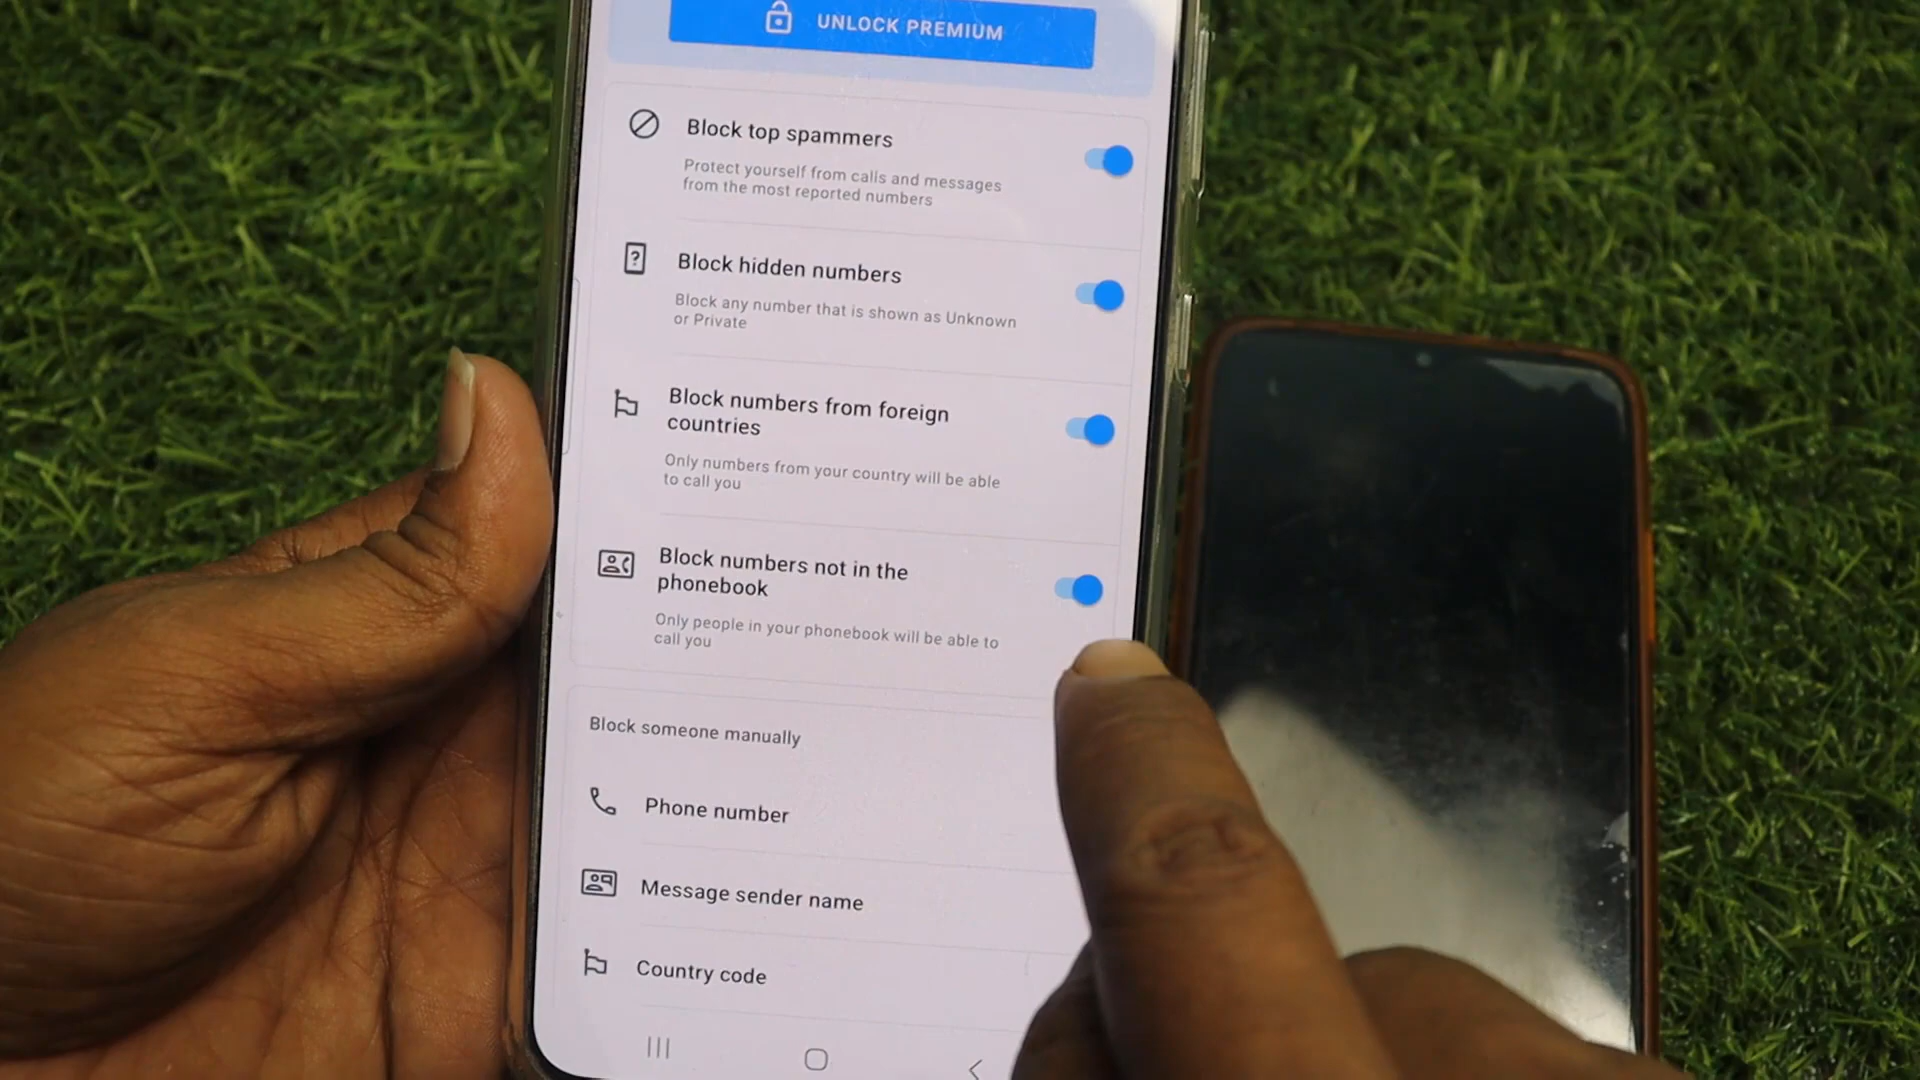 UNLOCK PREMIUM
Block top spammers
Protect yourself from calls and messages
from the most reported numbers
Block hidden numbers
Block any number that is shown as Unknown
or Private
Block numbers from foreign
countries
Only numbers from your country will be able
to call you
Block numbers not in the
phonebook
Only people in your phonebook will be able to
call you
Block someone manually
Phone number
Message sender name
Country code